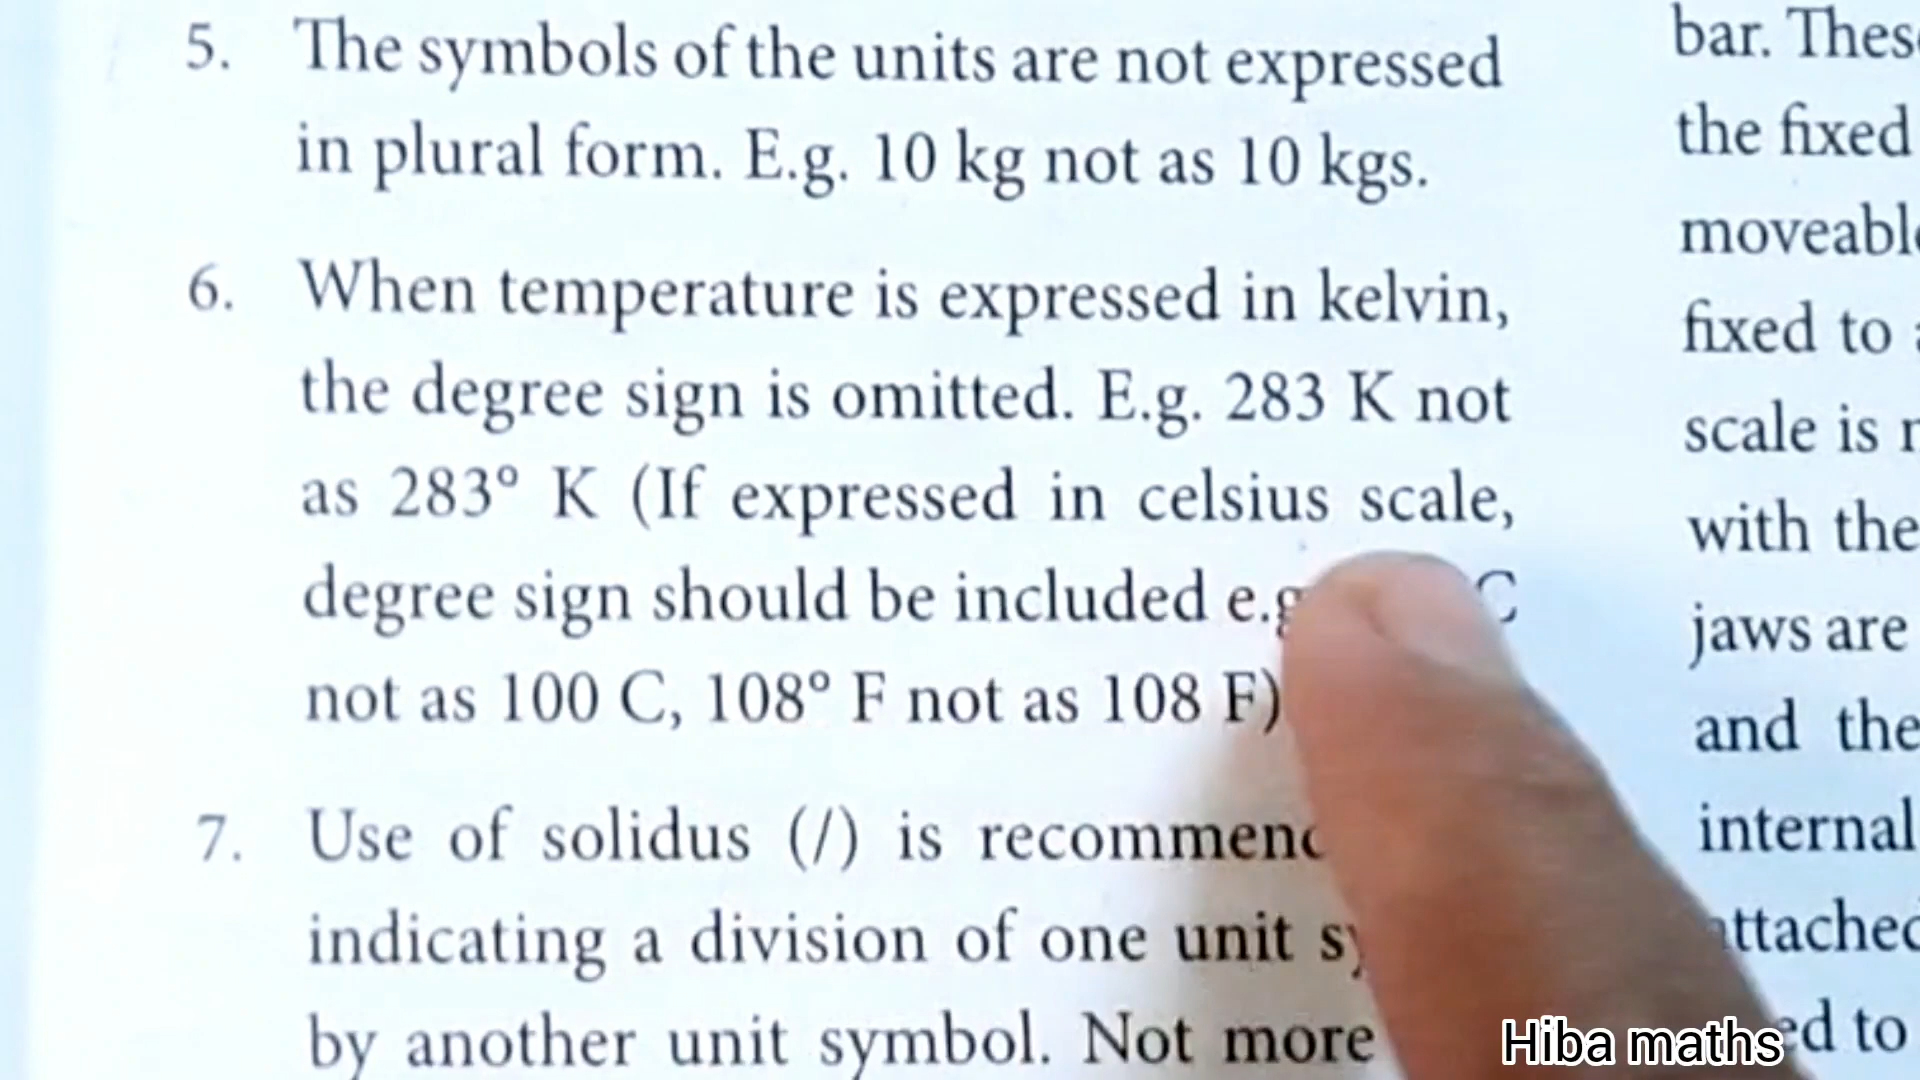 5. The symbols of the units are not expressed
in plural form. E.g. 10 kg not as 10 kgs.
6. When temperature is expressed in kelvin,
the degree sign is omitted. E.g. 283 K not
as 283° K (If expressed in celsius scale,
degree sign should be included C
not as 100 C, 108° F not as 108 F)
7. Use of solidus (/) is
indicating a division of one unit
by another unit symbol. Not more
bar.
the fixed
fixed to
scale is
with the
jaws are
and the
internal
to
Hiba maths